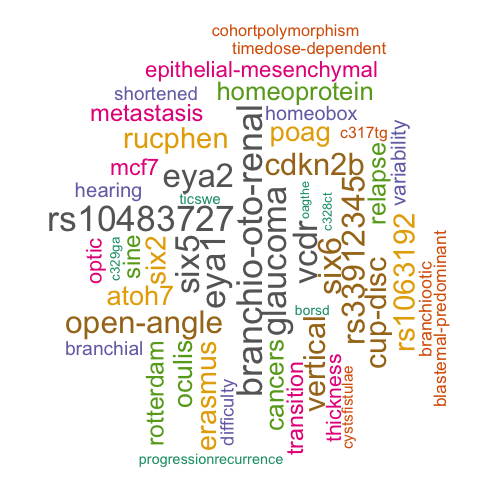 cohortpolymorphism
timedose-dependent
epithelial-mesenchymal
shortened
homeoprotein
metastasis
homeobox
rucphen
poag
c317tg
mcf7
eya2
cdkn2b
relapse
variability
hearing
ticswe
oagthe
c328ct
rs10483727
branchio-oto-renal
glaucoma
vcdr
six6
rs33912345
rs1063192
optic
c329ga
sine
six2
six5
eya1
cup-disc
branchiootic
blastemal-predominent
atoh7
borsd
open-angle
vertical
branchial
rotterdam
oculis
erasmus
difficulty
cancers
transition
thickness
cystsfistulae
progressionrecurrence